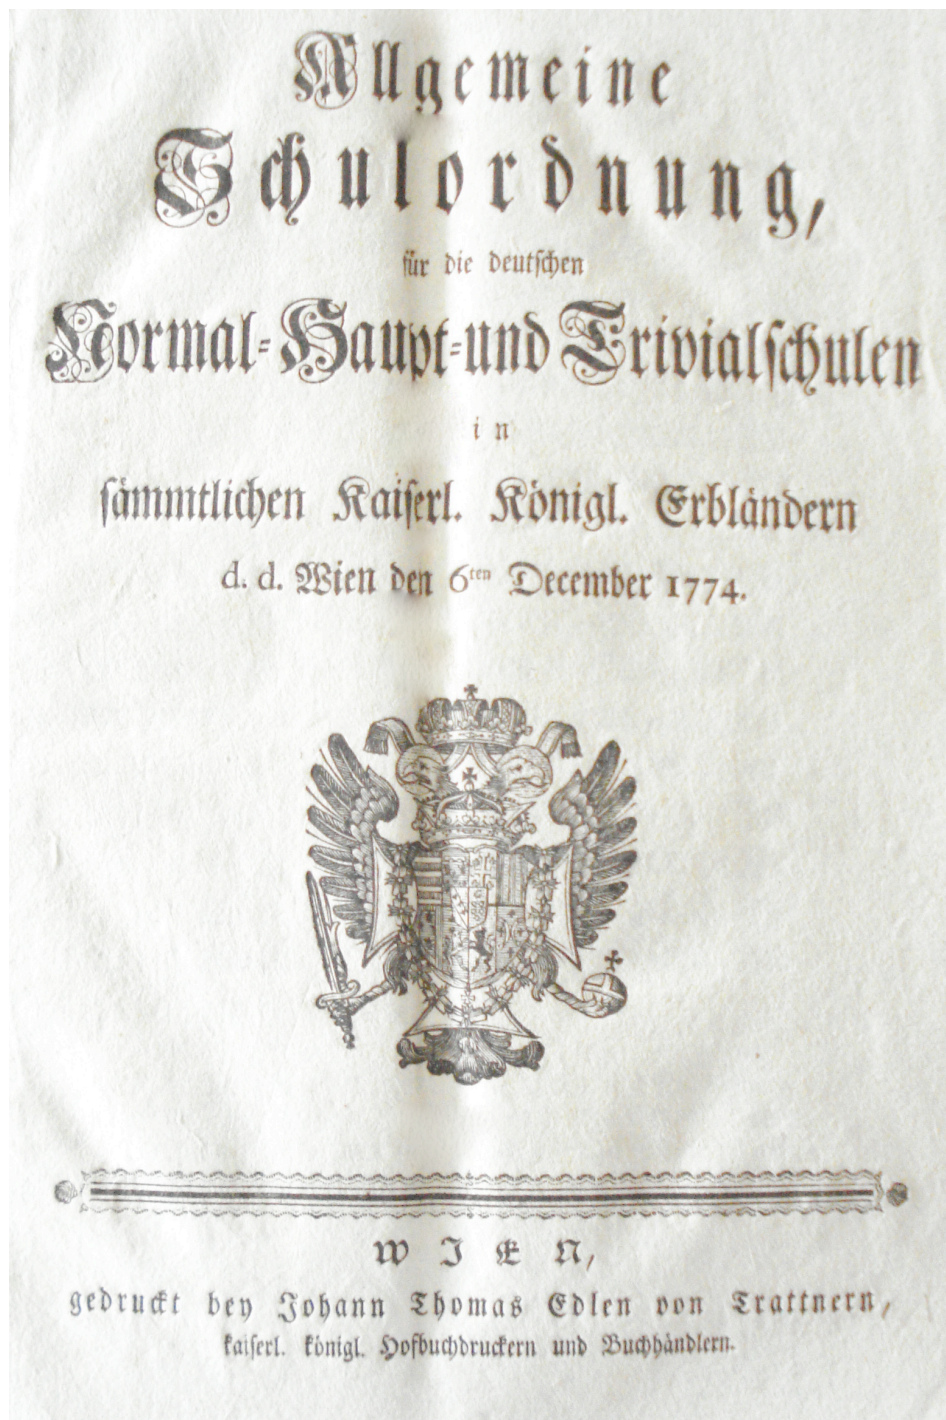 Allgemeine
Schulordnung,
für die deutschen
Normal-Haupt-und Trivialschulen
in
sämmtlichen Kaiserl. Königl. Erbländern
d. d. Wien den 6ten December 1774.
WIEN,
gedruckt bey Johann Thomas Edlen von Trattnern,
kaiserl. königl. Hofbuchdruckern und Buchhändlern.